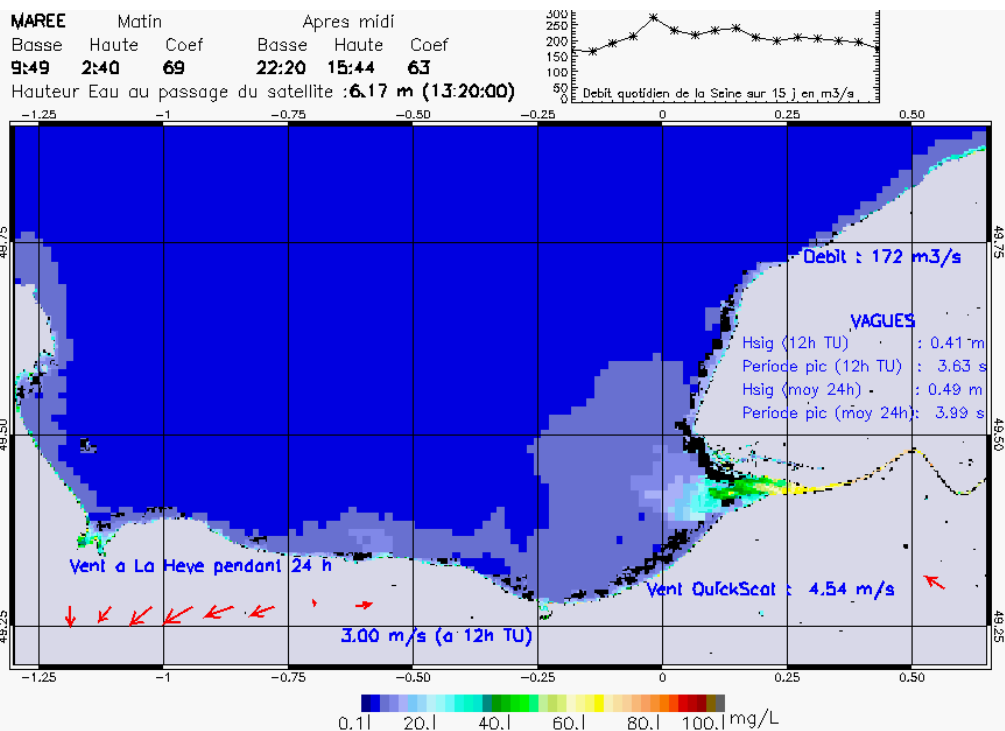 MAREE Matin Apres midi
Basse Haute Coef Basse Haute Coef
9:49 2:40 69 22:20 15:44 63
Hauteur Eau au passage du satellite :6.17 m (13:20:00)
300
250
200
150
100
50
0
Debit quotidien de la Seine sur 15 j en m3/s
-1.25 -1 -0.75 -0.50 -0.25 0 0.25 0.50
49.75 49.75
Debit : 172 m3/s
VAGUES
Hsig (12h TU) : 0.41 m
Periode pic (12h TU) : 3.63 s
Hsig (moy 24h) : 0.49 m
Periode pic (moy 24h): 3.99 s
49.50 49.50
Vent a La Heve pendant 24 h
Vent QuickScat : 4.54 m/s
49.25 49.25
3.00 m/s (a 12h TU)
-1.25 -1 -0.75 -0.50 -0.25 0 0.25 0.50
0.1 20.1 40.1 60.1 80.1 100.1 mg/L